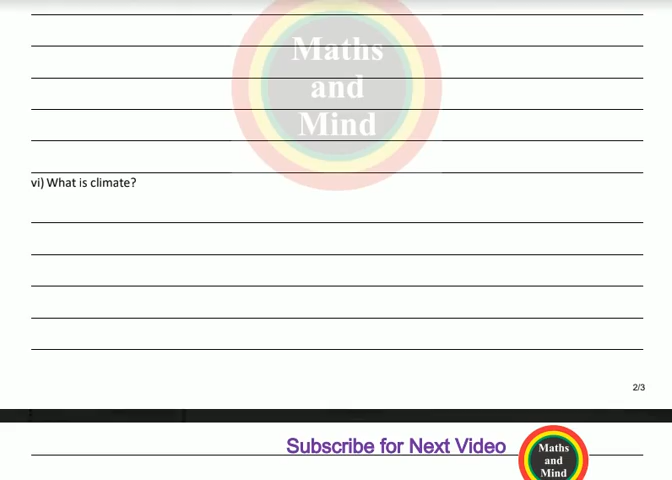 Maths
and
Mind
vi) What is climate?
2/3
Subscribe for Next Video
Maths
and
Mind